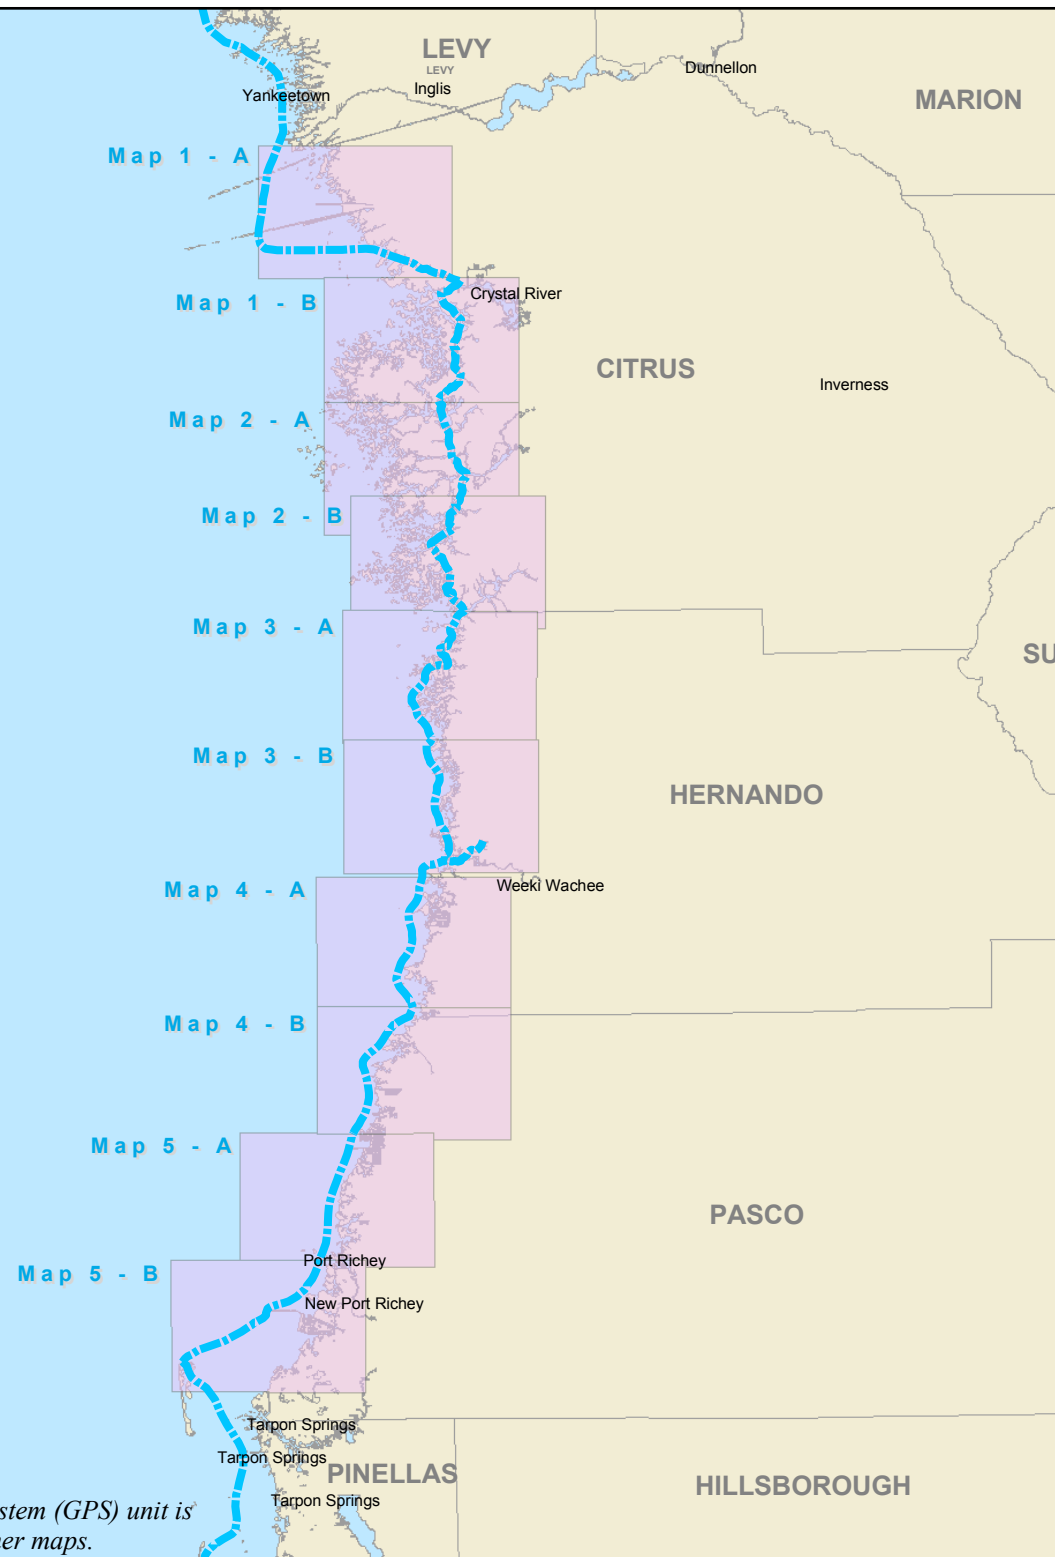 LEVY
LEVY
Dunnellon
Inglis
Yankeetown
MARION
Map 1 - A
Map 1 - B
Crystal River
CITRUS
Inverness
Map 2 - A
Map 2 - B
Map 3 - A
SU
Map 3 - B
HERNANDO
Map 4 - A
Weeki Wachee
Map 4 - B
Map 5 - A
PASCO
Port Richey
Map 5 - B
New Port Richey
Tarpon Springs
Tarpon Springs
PINELLAS
HILLSBOROUGH
Tarpon Springs
stem (GPS) unit is
ner maps.